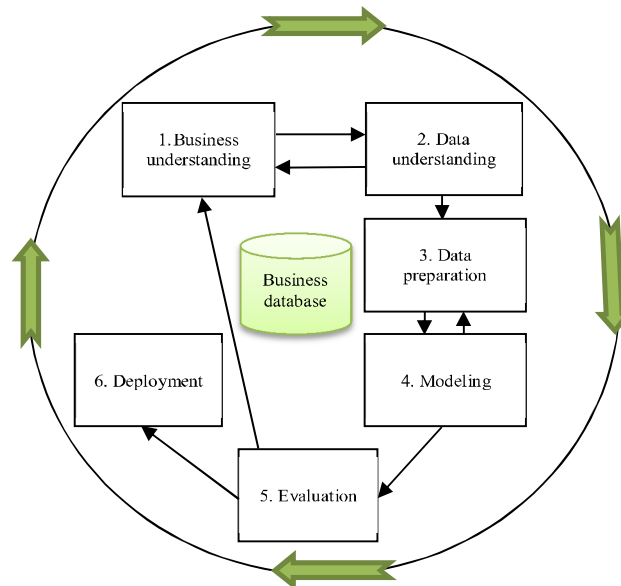 1.Business
understanding
2. Data
understanding
3. Data
preparation
Business
database
4. Modeling
6. Deployment
5. Evaluation